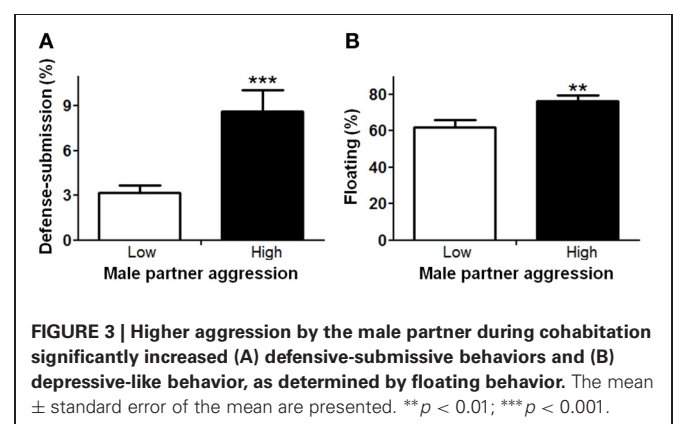 A
B
Defense-submission (%)
9
6
3
0
***
Low
High
Male partner aggression
Floating (%)
80
60
40
20
0
**
Low
High
Male partner aggression
FIGURE 3 | Higher aggression by the male partner during cohabitation
significantly increased (A) defensive-submissive behaviors and (B)
depressive-like behavior, as determined by floating behavior. The mean
± standard error of the mean are presented. **p < 0.01; ***p < 0.001.